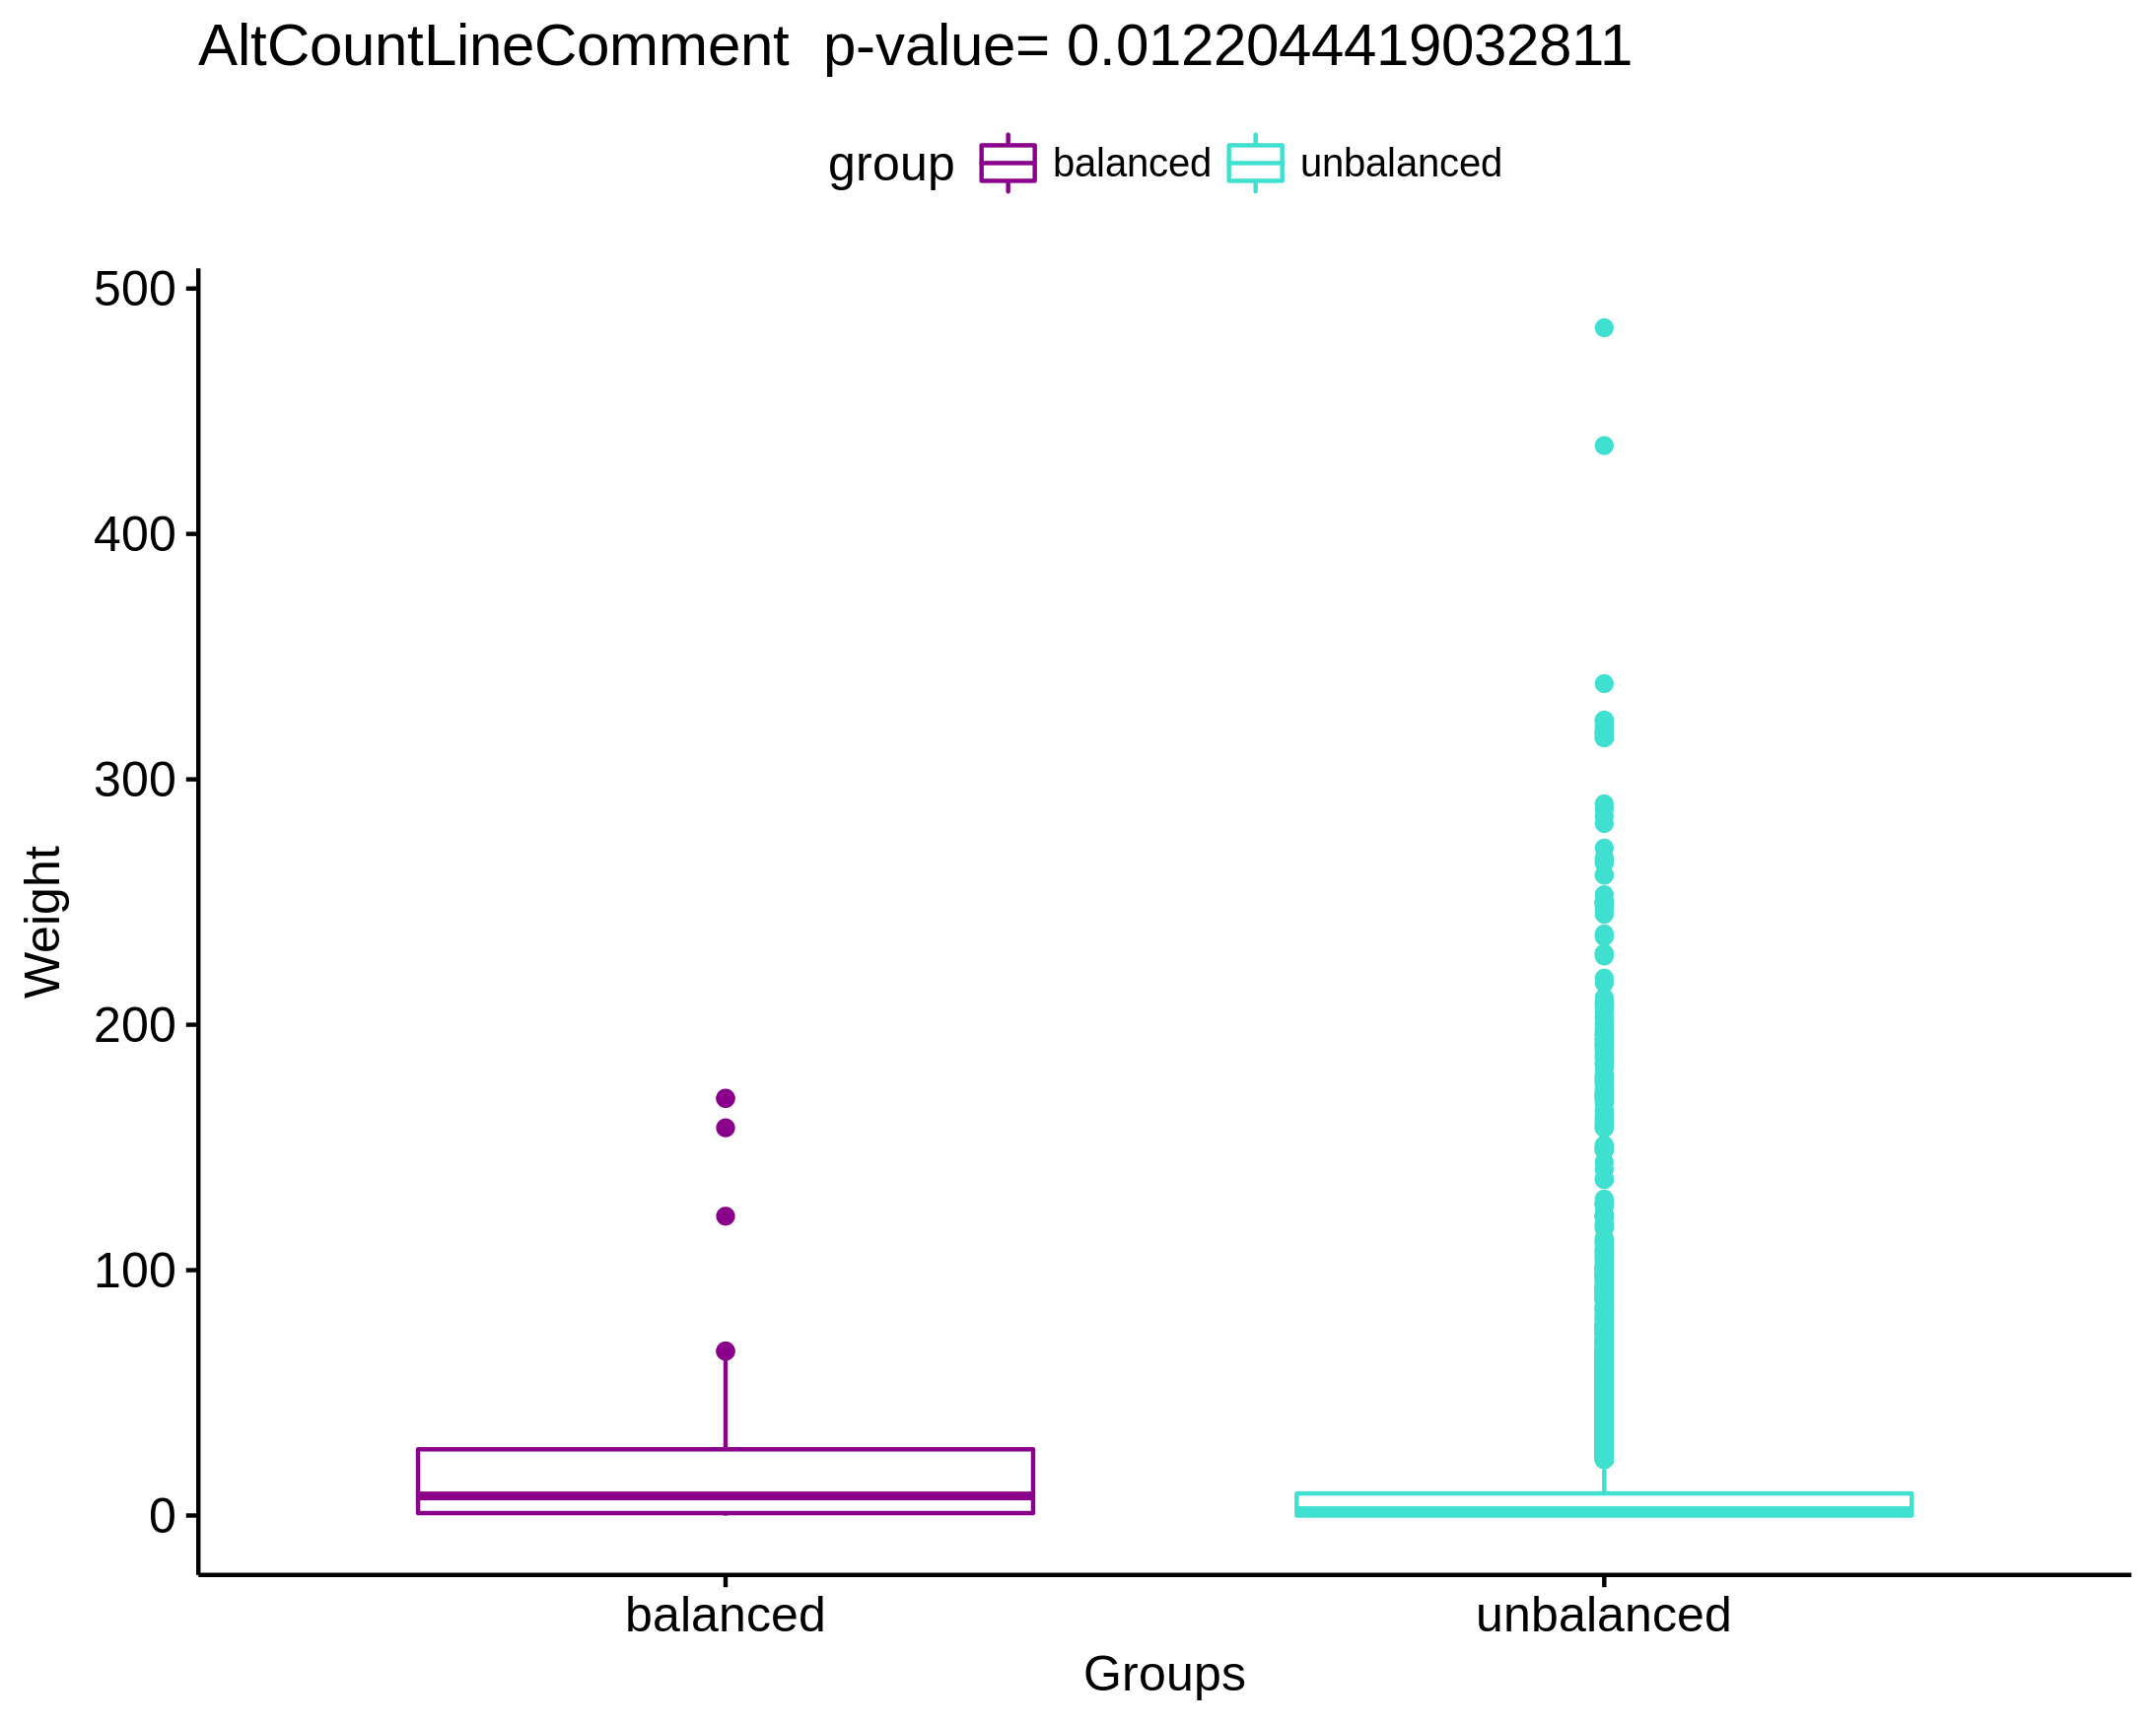 AltCountLineComment  p-value= 0.0122044419032811
group balanced unbalanced
500
400
300
200
100
0
Weight
balanced unbalanced
Groups